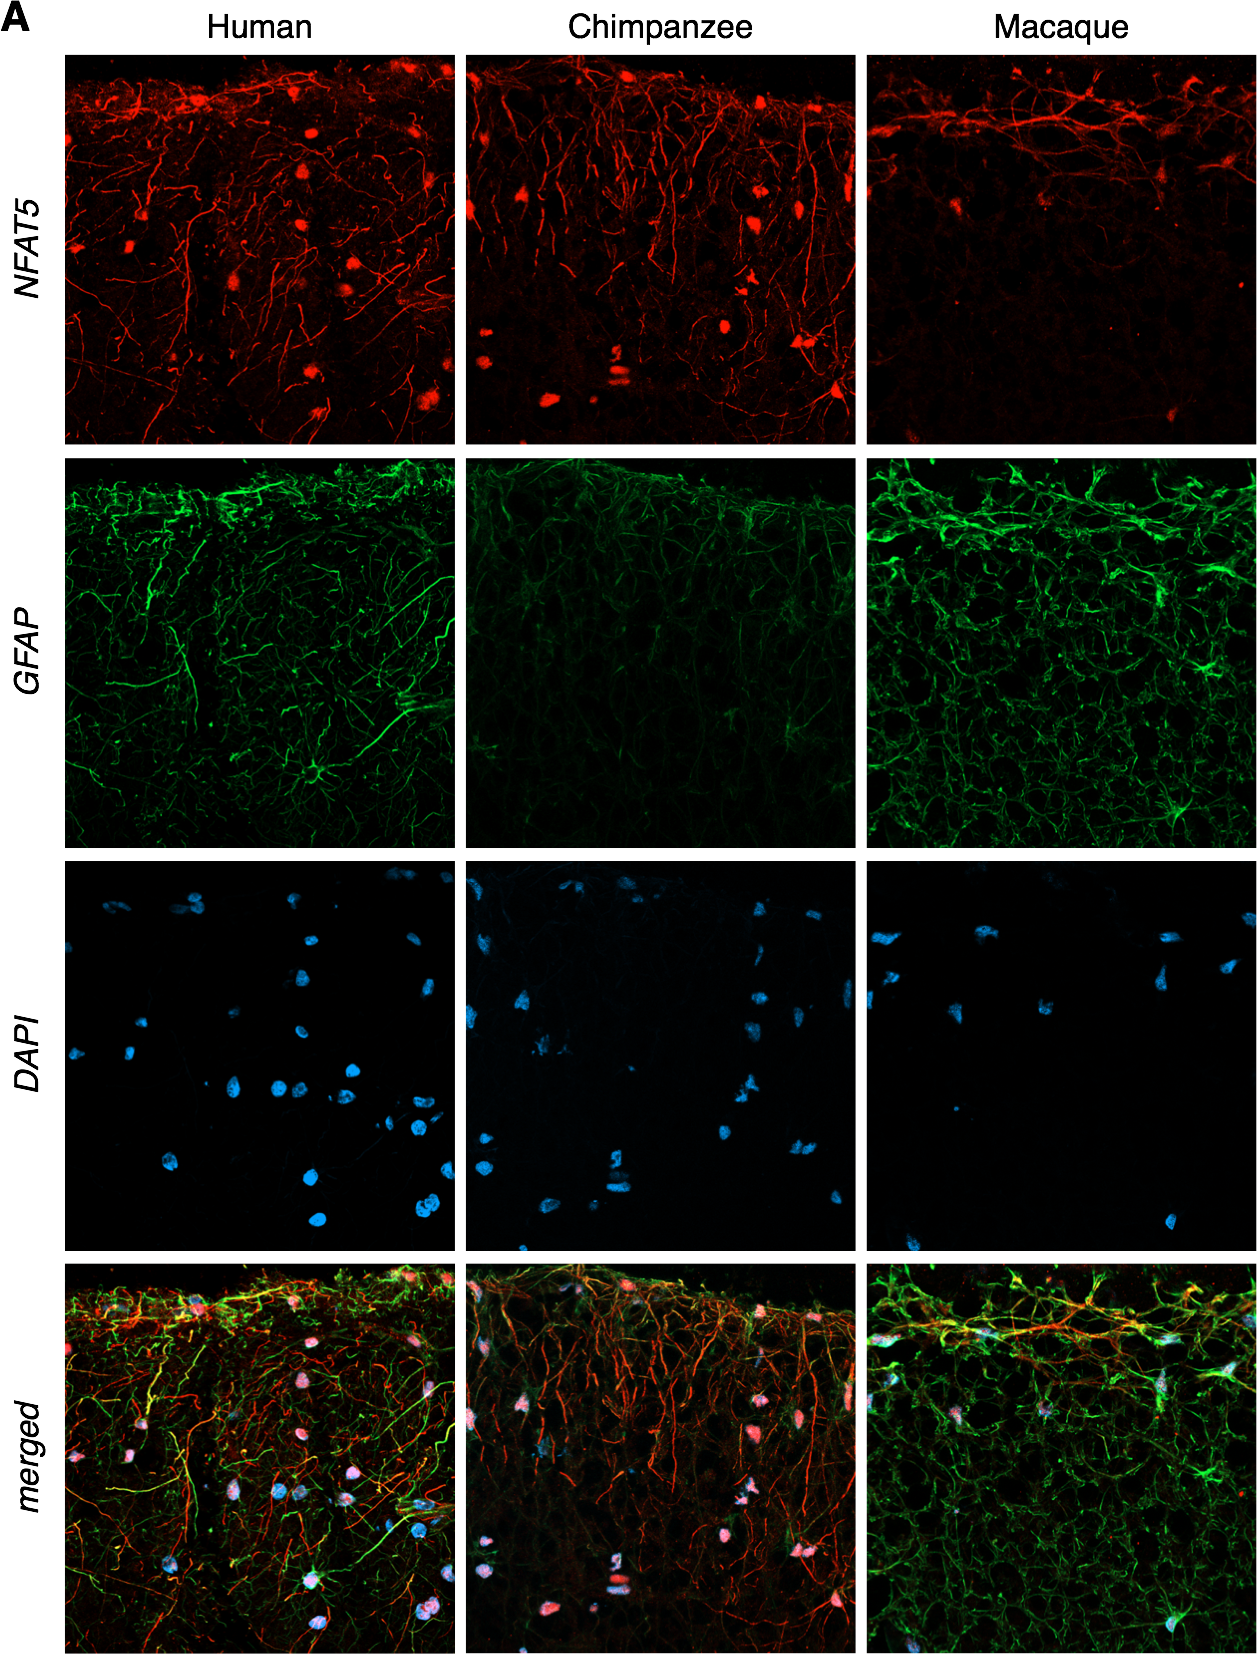 A
Human Chimpanzee Macaque
NFAT5
GFAP
DAPI
merged